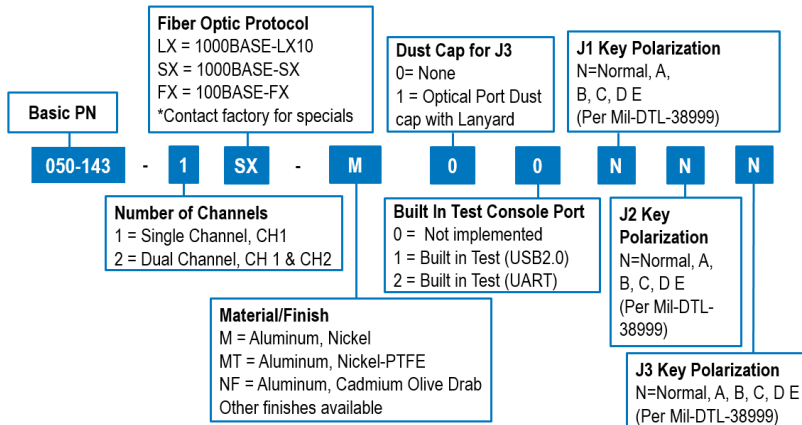 Fiber Optic Protocol
LX = 1000BASE-LX10
SX = 1000BASE-SX
FX = 100BASE-FX
*Contact factory for specials
Dust Cap for J3
0= None
1 = Optical Port Dust
cap with Lanyard
J1 Key Polarization
N=Normal, A,
B, C, D E
(Per Mil-DTL-38999)
Basic PN
050-143 - 1 SX - M 0 0 N N N
Number of Channels
1 = Single Channel, CH1
2 = Dual Channel, CH 1 & CH2
Built In Test Console Port
0 = Not implemented
1 = Built in Test (USB2.0)
2 = Built in Test (UART)
J2 Key
Polarization
N=Normal, A,
B, C, D E
(Per Mil-DTL-
38999)
Material/Finish
M = Aluminum, Nickel
MT = Aluminum, Nickel-PTFE
NF = Aluminum, Cadmium Olive Drab
Other finishes available
J3 Key Polarization
N=Normal, A, B, C, D E
(Per Mil-DTL-38999)